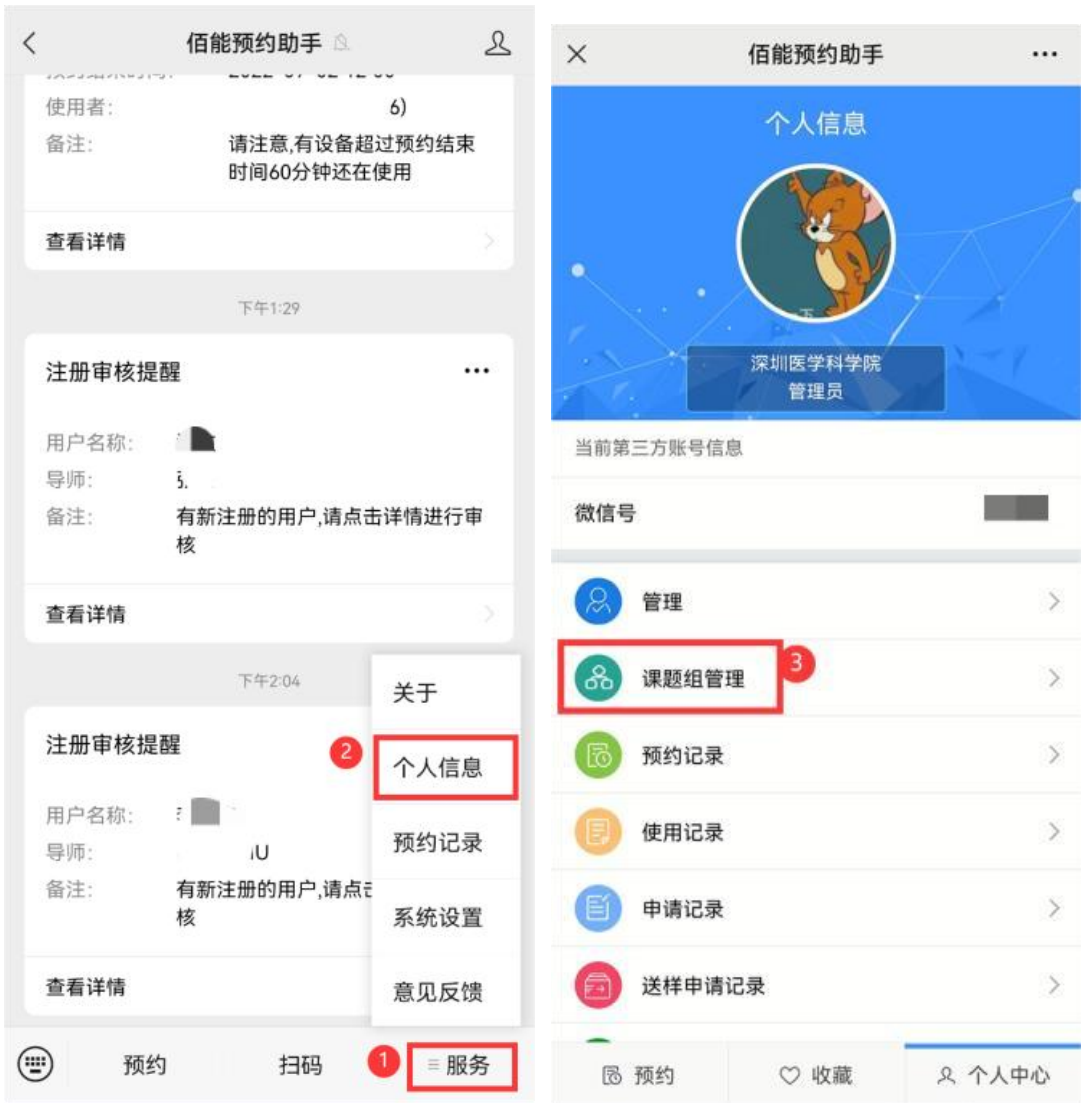 佰能预约助手
使用者:
6)
备注:
请注意,有设备超过预约结束
时间60分钟还在使用
查看详情
下午1:29
注册审核提醒
用户名称:
导师:
备注:
有新注册的用户,请点击详情进行审
核
查看详情
下午2:04
注册审核提醒
用户名称:
导师:
备注:
有新注册的用户,请点
核
查看详情
关于
2
个人信息
预约记录
系统设置
意见反馈
预约
扫码
1
服务
佰能预约助手
个人信息
深圳医学科学院
管理员
当前第三方账号信息
微信号
管理
课题组管理
3
预约记录
使用记录
申请记录
送样申请记录
预约
收藏
个人中心